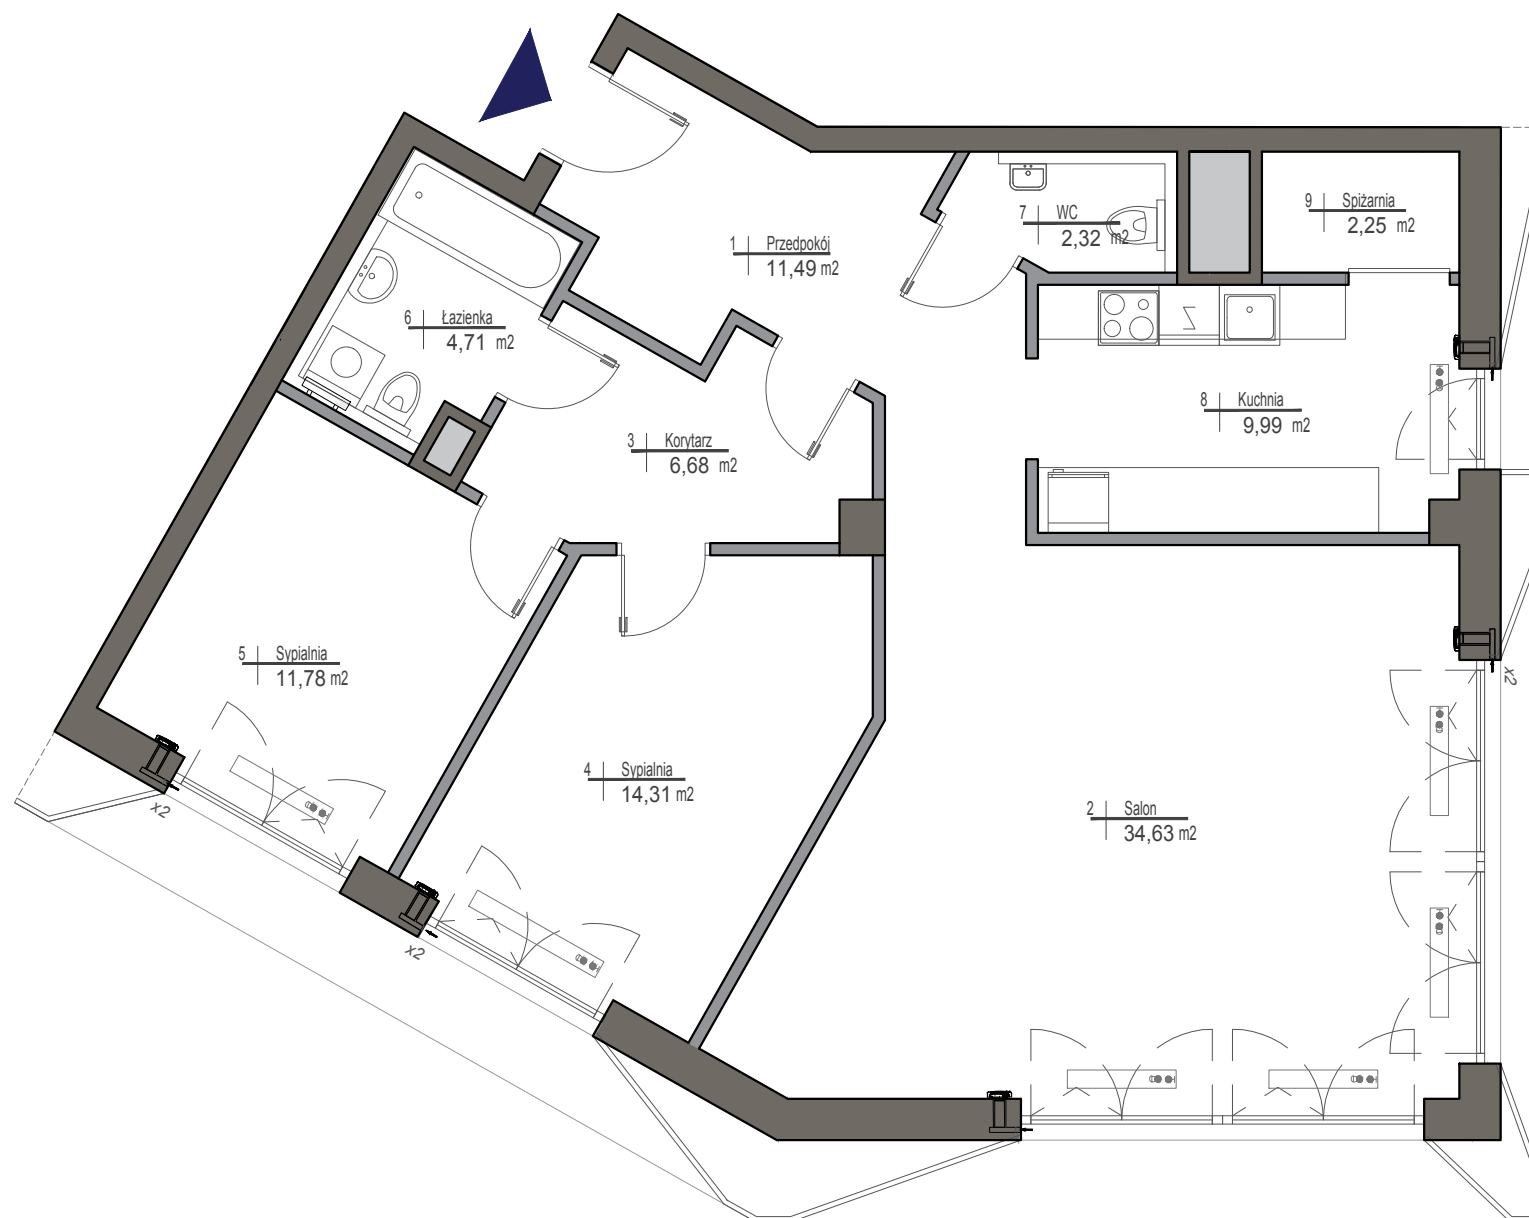 1 Przedpokój
11,49 m2
7 WC
2,32 m2
9 Spiżarnia
2,25 m2
6 Łazienka
4,71 m2
8 Kuchnia
9,99 m2
3 Korytarz
6,68 m2
5 Sypialnia
11,78 m2
x2
4 Sypialnia
14,31 m2
2 Salon
34,63 m2
x2
x2